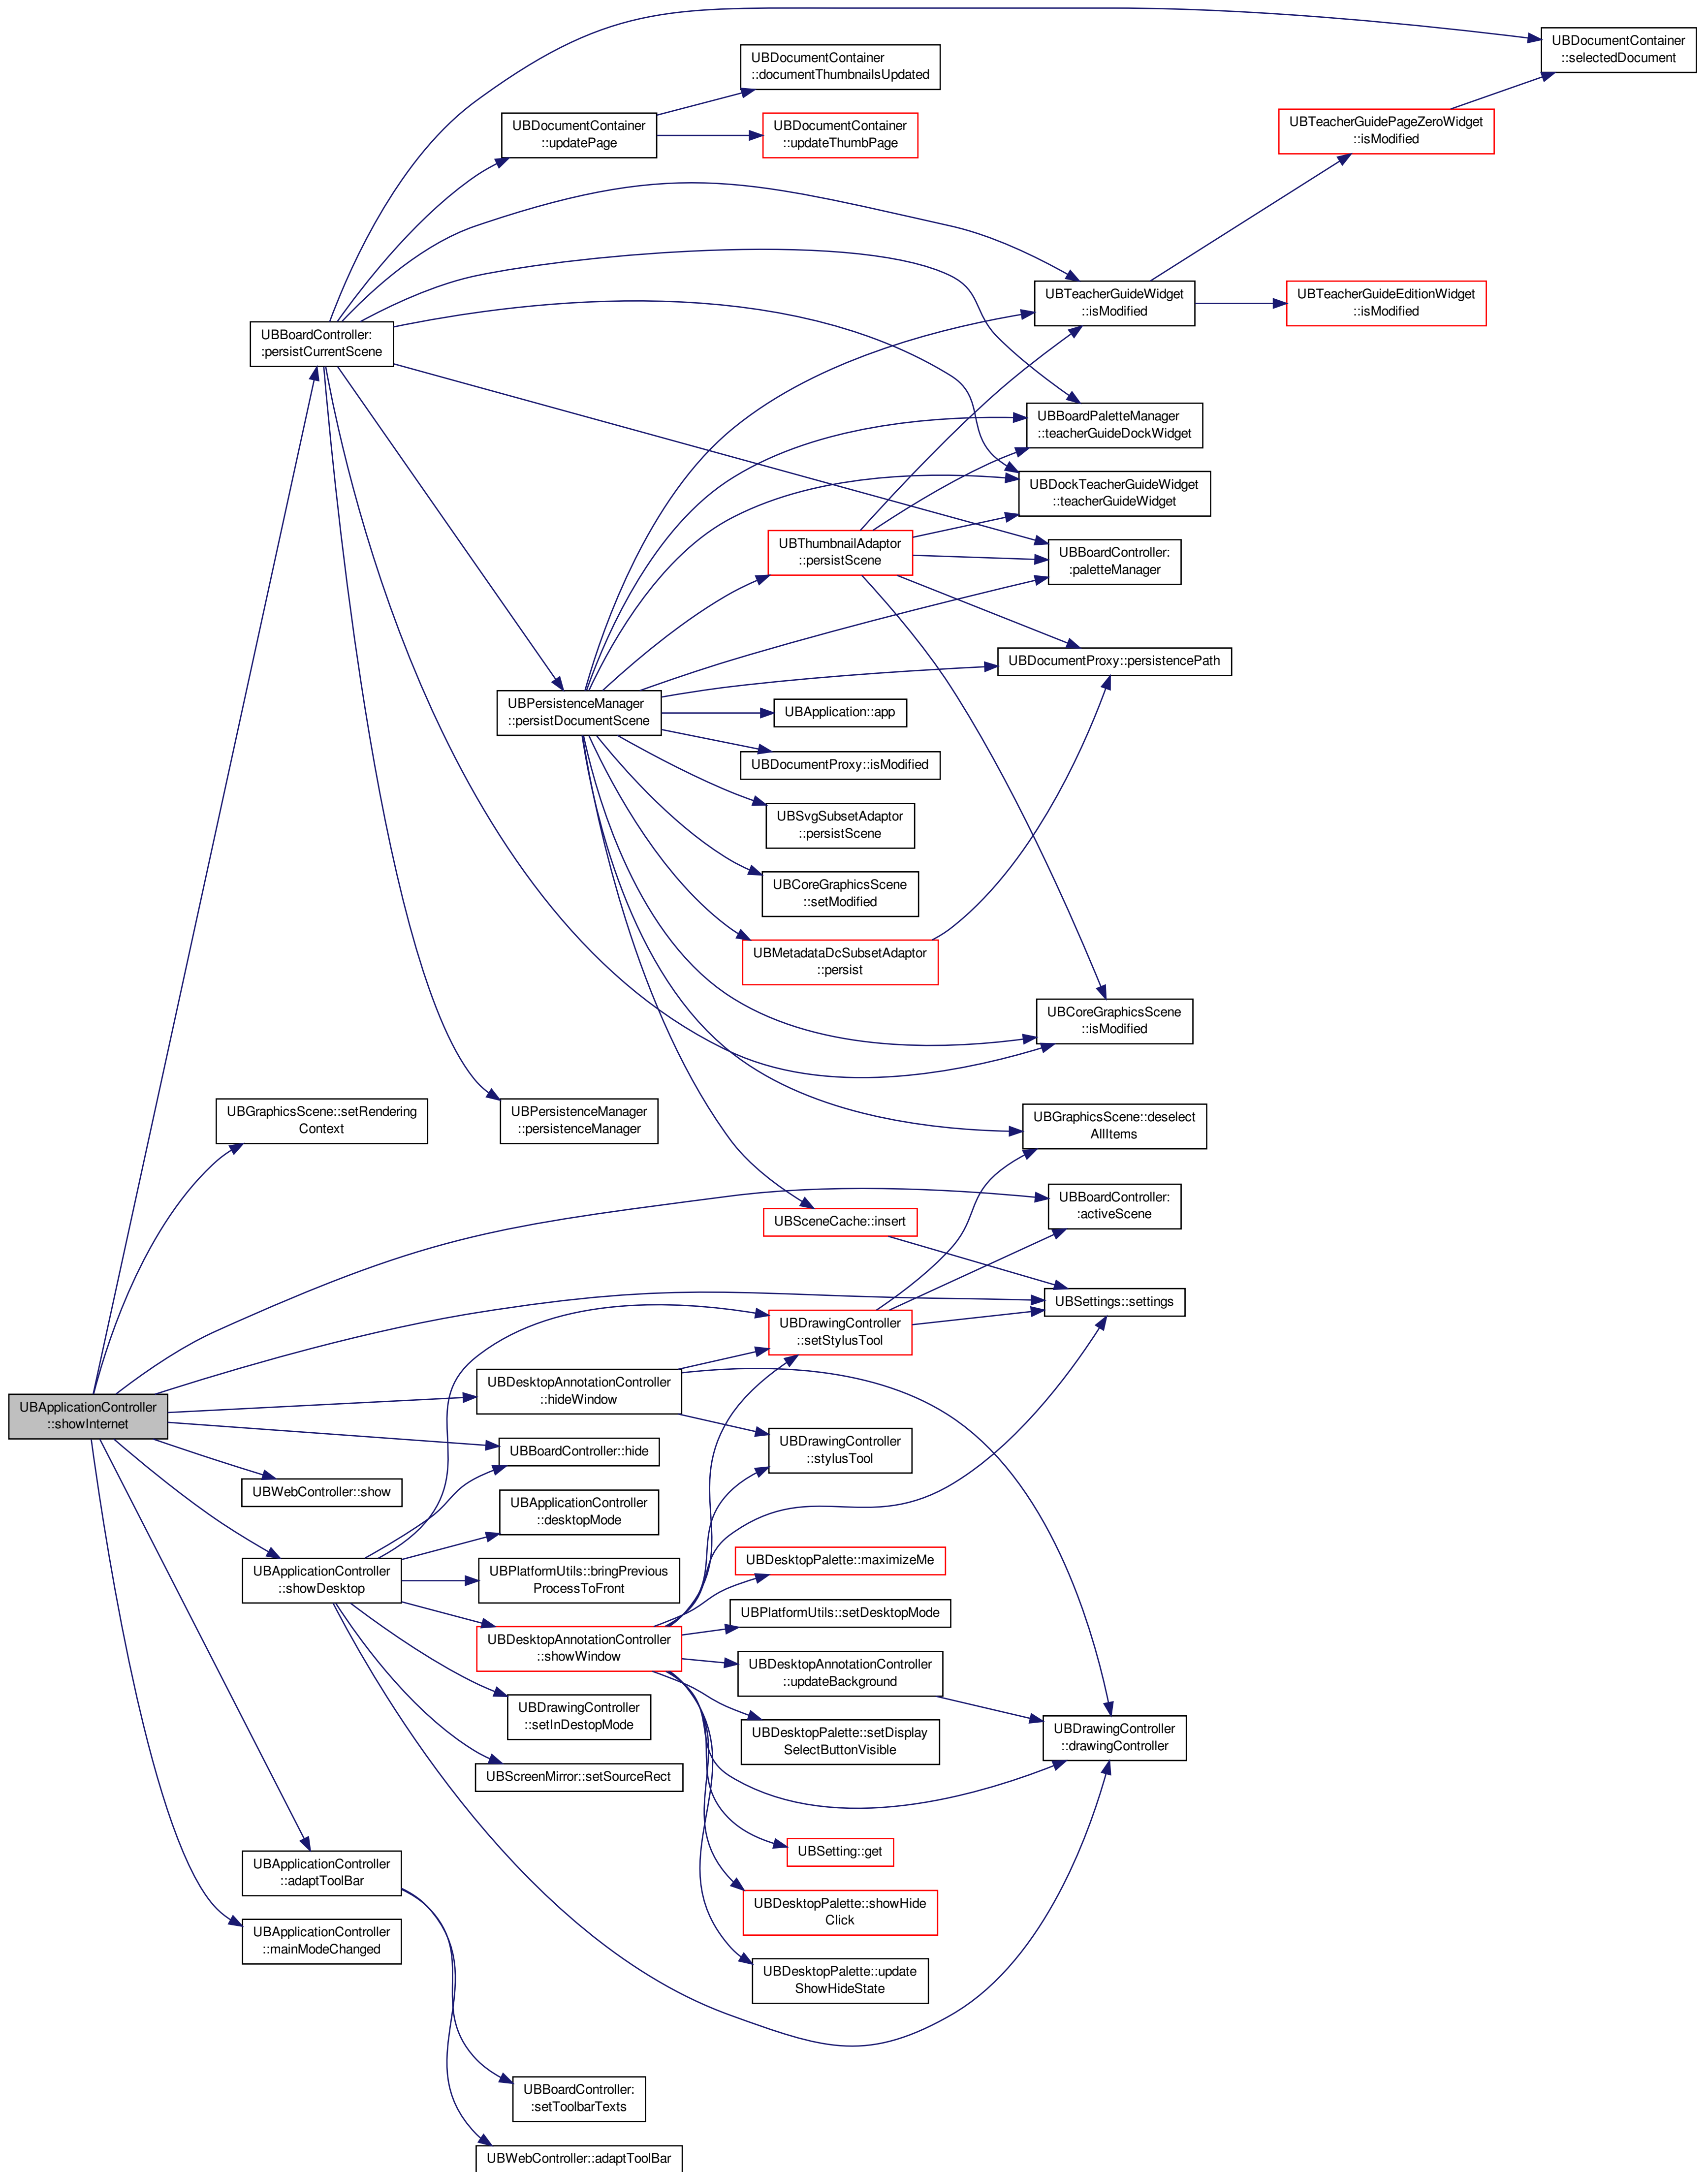 UBDocumentContainer
::selectedDocument
UBDocumentContainer
::documentThumbnailsUpdated
UBDocumentContainer
::updatePage
UBDocumentContainer
::updateThumbPage
UBTeacherGuidePageZeroWidget
::isModified
UBTeacherGuideWidget
::isModified
UBTeacherGuideEditionWidget
::isModified
UBBoardController:
:persistCurrentScene
UBBoardPaletteManager
::teacherGuideDockWidget
UBDockTeacherGuideWidget
::teacherGuideWidget
UBThumbnailAdaptor
::persistScene
UBBoardController:
:paletteManager
UBDocumentProxy::persistencePath
UBPersistenceManager
::persistDocumentScene
UBApplication::app
UBDocumentProxy::isModified
UBSvgSubsetAdaptor
::persistScene
UBCoreGraphicsScene
::setModified
UBMetadataDcSubsetAdaptor
::persist
UBCoreGraphicsScene
::isModified
UBGraphicsScene::setRendering
Context
UBPersistenceManager
::persistenceManager
UBGraphicsScene::deselect
AllItems
UBBoardController:
:activeScene
UBSceneCache::insert
UBSettings::settings
UBDrawingController
::setStylusTool
UBDesktopAnnotationController
::hideWindow
UBApplicationController
::showInternet
UBBoardController::hide
UBDrawingController
::stylusTool
UBWebController::show
UBApplicationController
::desktopMode
UBApplicationController
::showDesktop
UBPlatformUtils::bringPrevious
ProcessToFront
UBDesktopPalette::maximizeMe
UBPlatformUtils::setDesktopMode
UBDesktopAnnotationController
::showWindow
UBDesktopAnnotationController
::updateBackground
UBDrawingController
::setInDestopMode
UBDesktopPalette::setDisplay
SelectButtonVisible
UBDrawingController
::drawingController
UBScreenMirror::setSourceRect
UBSetting::get
UBApplicationController
::adaptToolBar
UBDesktopPalette::showHide
Click
UBApplicationController
::mainModeChanged
UBDesktopPalette::update
ShowHideState
UBBoardController:
:setToolbarTexts
UBWebController::adaptToolBar